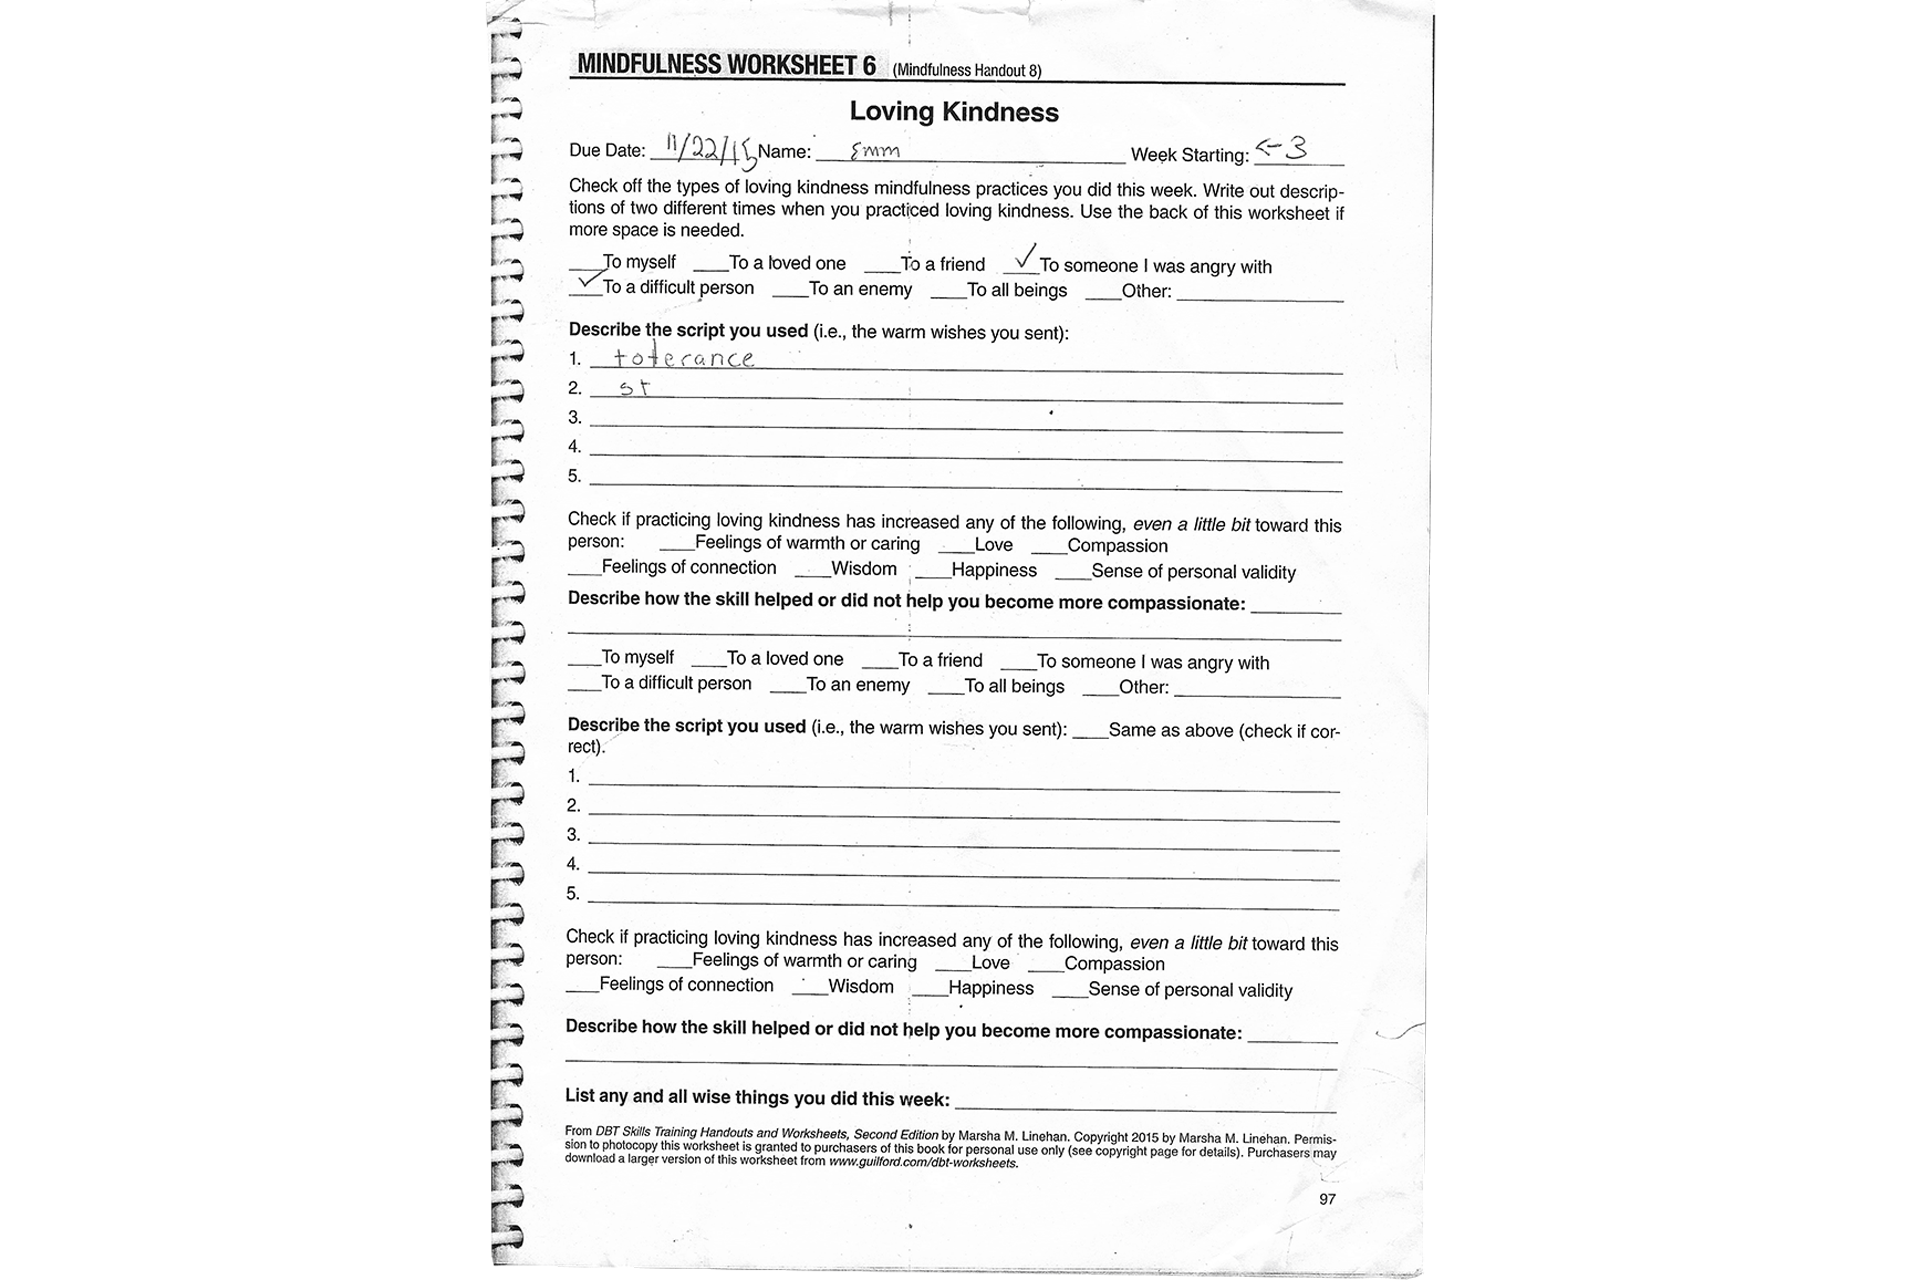 MINDFULNESS WORKSHEET 6 (Mindfulness Handout 8)
Loving Kindness
Due Date: 11/22/15 Name: Emm Week Starting: <-3
Check off the types of loving kindness mindfulness practices you did this week. Write out descrip-
tions of two different times when you practiced loving kindness. Use the back of this worksheet if
more space is needed.
___To myself ___To a loved one ___To a friend ✓To someone I was angry with
✓To a difficult person ___To an enemy ___To all beings ___Other: ___
Describe the script you used (i.e., the warm wishes you sent):
1. tolerance
2. st
3.
4.
5.
Check if practicing loving kindness has increased any of the following, even a little bit toward this
person: ___Feelings of warmth or caring ___Love ___Compassion
___Feelings of connection ___Wisdom ___Happiness ___Sense of personal validity
Describe how the skill helped or did not help you become more compassionate: ___
___To myself ___To a loved one ___To a friend ___To someone I was angry with
___To a difficult person ___To an enemy ___To all beings ___Other: ___
Describe the script you used (i.e., the warm wishes you sent): ___Same as above (check if cor-
rect).
1.
2.
3.
4.
5.
Check if practicing loving kindness has increased any of the following, even a little bit toward this
person: ___Feelings of warmth or caring ___Love ___Compassion
___Feelings of connection ___Wisdom ___Happiness ___Sense of personal validity
Describe how the skill helped or did not help you become more compassionate: ___
List any and all wise things you did this week: ___
From DBT Skills Training Handouts and Worksheets, Second Edition by Marsha M. Linehan. Copyright 2015 by Marsha M. Linehan. Permis-
sion to photocopy this worksheet is granted to purchasers of this book for personal use only (see copyright page for details). Purchasers may
download a larger version of this worksheet from www.guilford.com/dbt-worksheets.
97